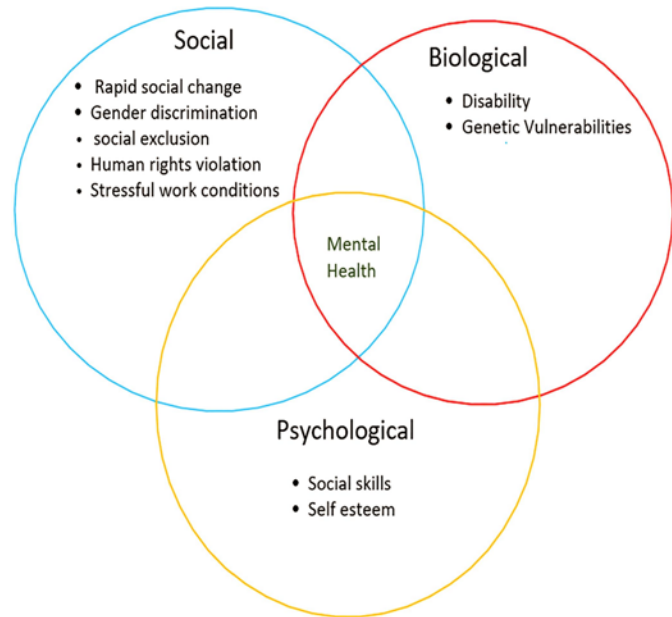 Social
• Rapid social change
• Gender discrimination
• social exclusion
• Human rights violation
• Stressful work conditions
Biological
• Disability
• Genetic Vulnerabilities
Mental
Health
Psychological
• Social skills
• Self esteem